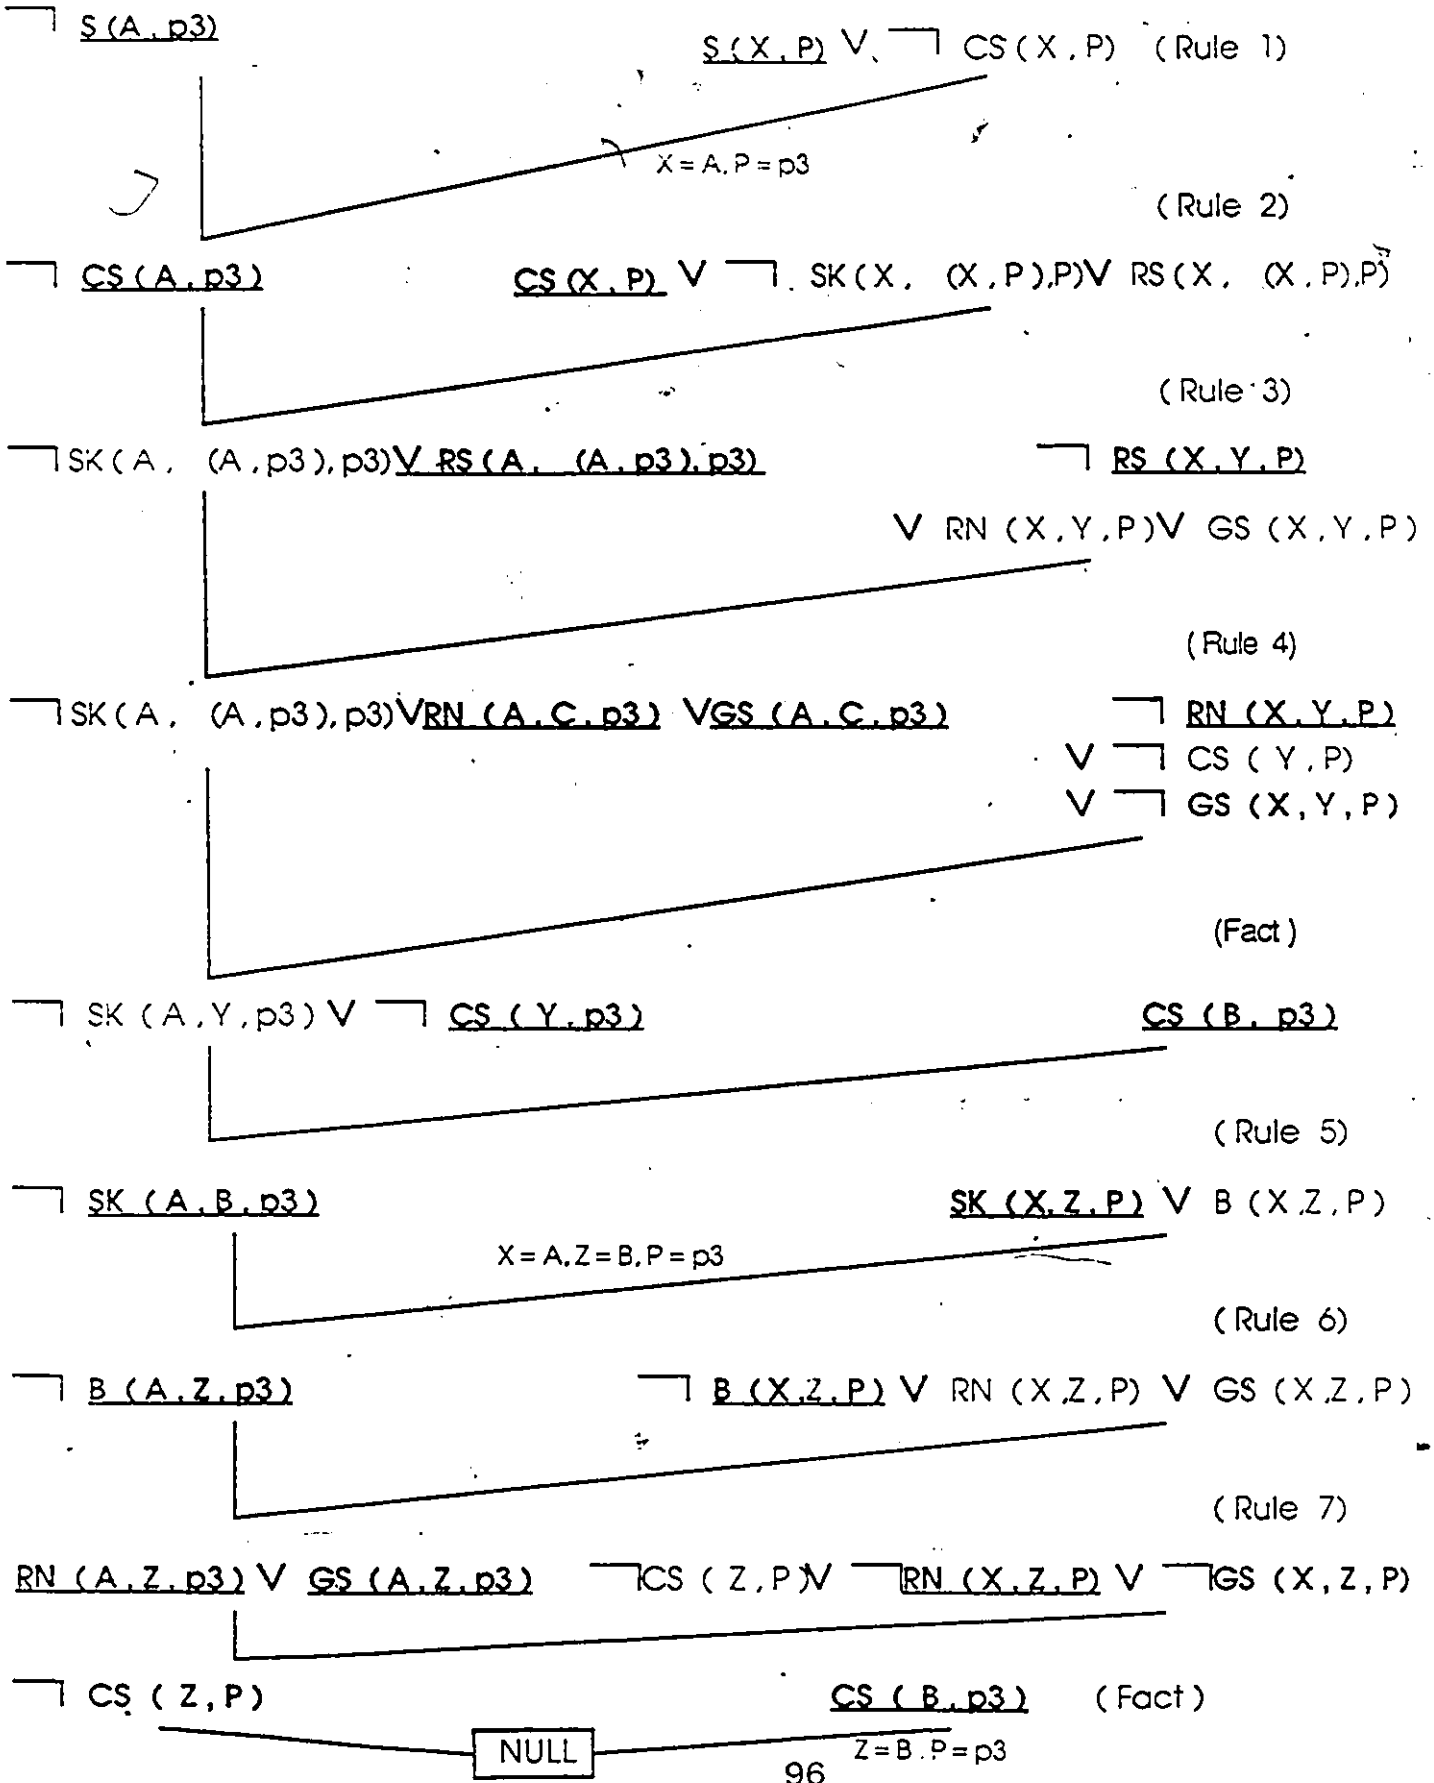 ¬ S(A, p3)
S(X, P) V ¬ CS(X, P) (Rule 1)
X = A, P = p3
(Rule 2)
¬ CS(A, p3) CS(X, P) V ¬ SK(X, (X, P),P)V RS(X, (X, P),P)
(Rule 3)
¬ SK(A, (A, p3), p3)V RS(A, (A, p3), p3) ¬ RS (X, Y, P)
V RN (X, Y, P)V GS (X, Y, P)
(Rule 4)
¬ SK(A, (A, p3), p3)V RN (A, C, p3) V GS (A, C, p3) ¬ RN (X, Y, P)
V ¬ CS ( Y, P)
V ¬ GS (X, Y, P)
(Fact)
¬ SK (A, Y, p3) V ¬ CS (Y, p3) CS (B, p3)
(Rule 5)
¬ SK (A, B, p3) SK (X, Z, P) V B (X, Z, P)
X = A, Z = B, P = p3
(Rule 6)
¬ B (A, Z, p3) ¬ B (X, Z, P) V RN (X, Z, P) V GS (X, Z, P)
(Rule 7)
RN (A, Z, p3) V GS (A, Z, p3) ¬ CS ( Z, P) V ¬ RN (X, Z, P) V ¬ GS (X, Z, P)
¬ CS ( Z, P) CS ( B, p3) (Fact)
NULL Z = B, P = p3
96